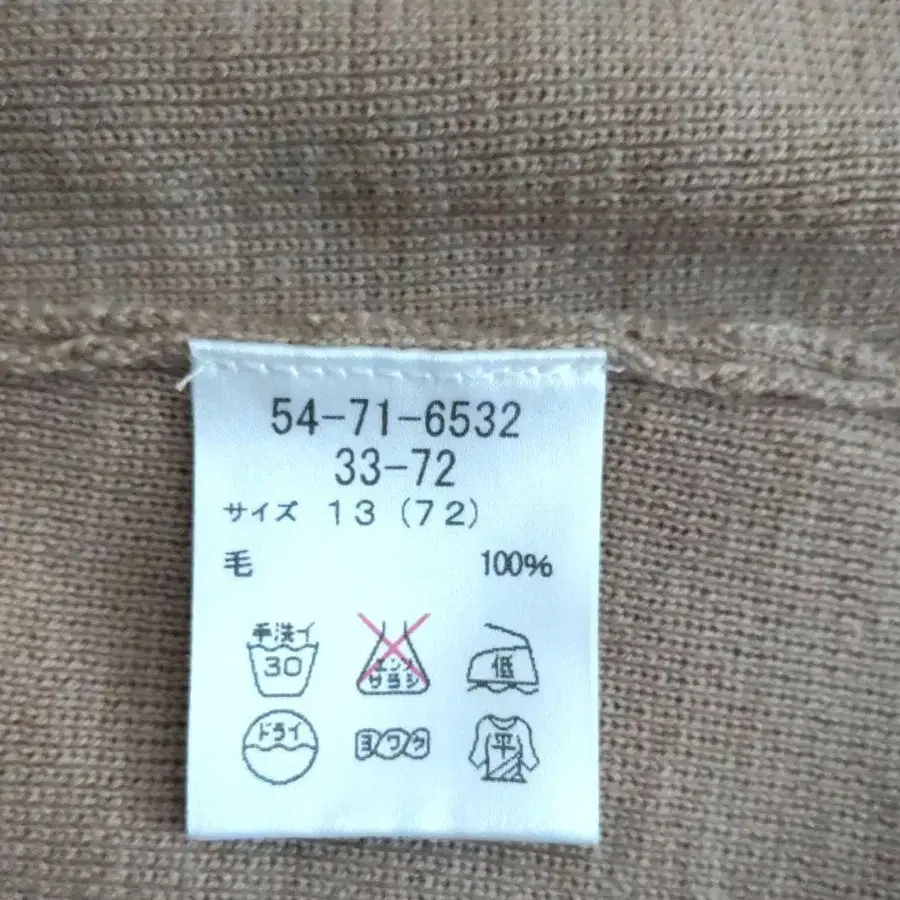 54-71-6532
33-72
サイズ 13(72)
毛 100%
手洗イ
30
エンソ
サラシ
低
ドライ
ヨワク
平